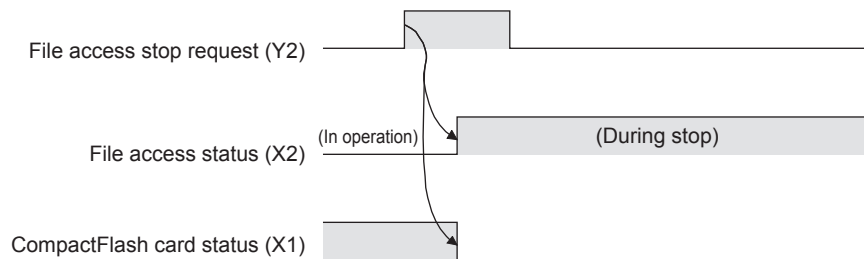 File access stop request (Y2)
File access status (X2)
(In operation)
(During stop)
CompactFlash card status (X1)